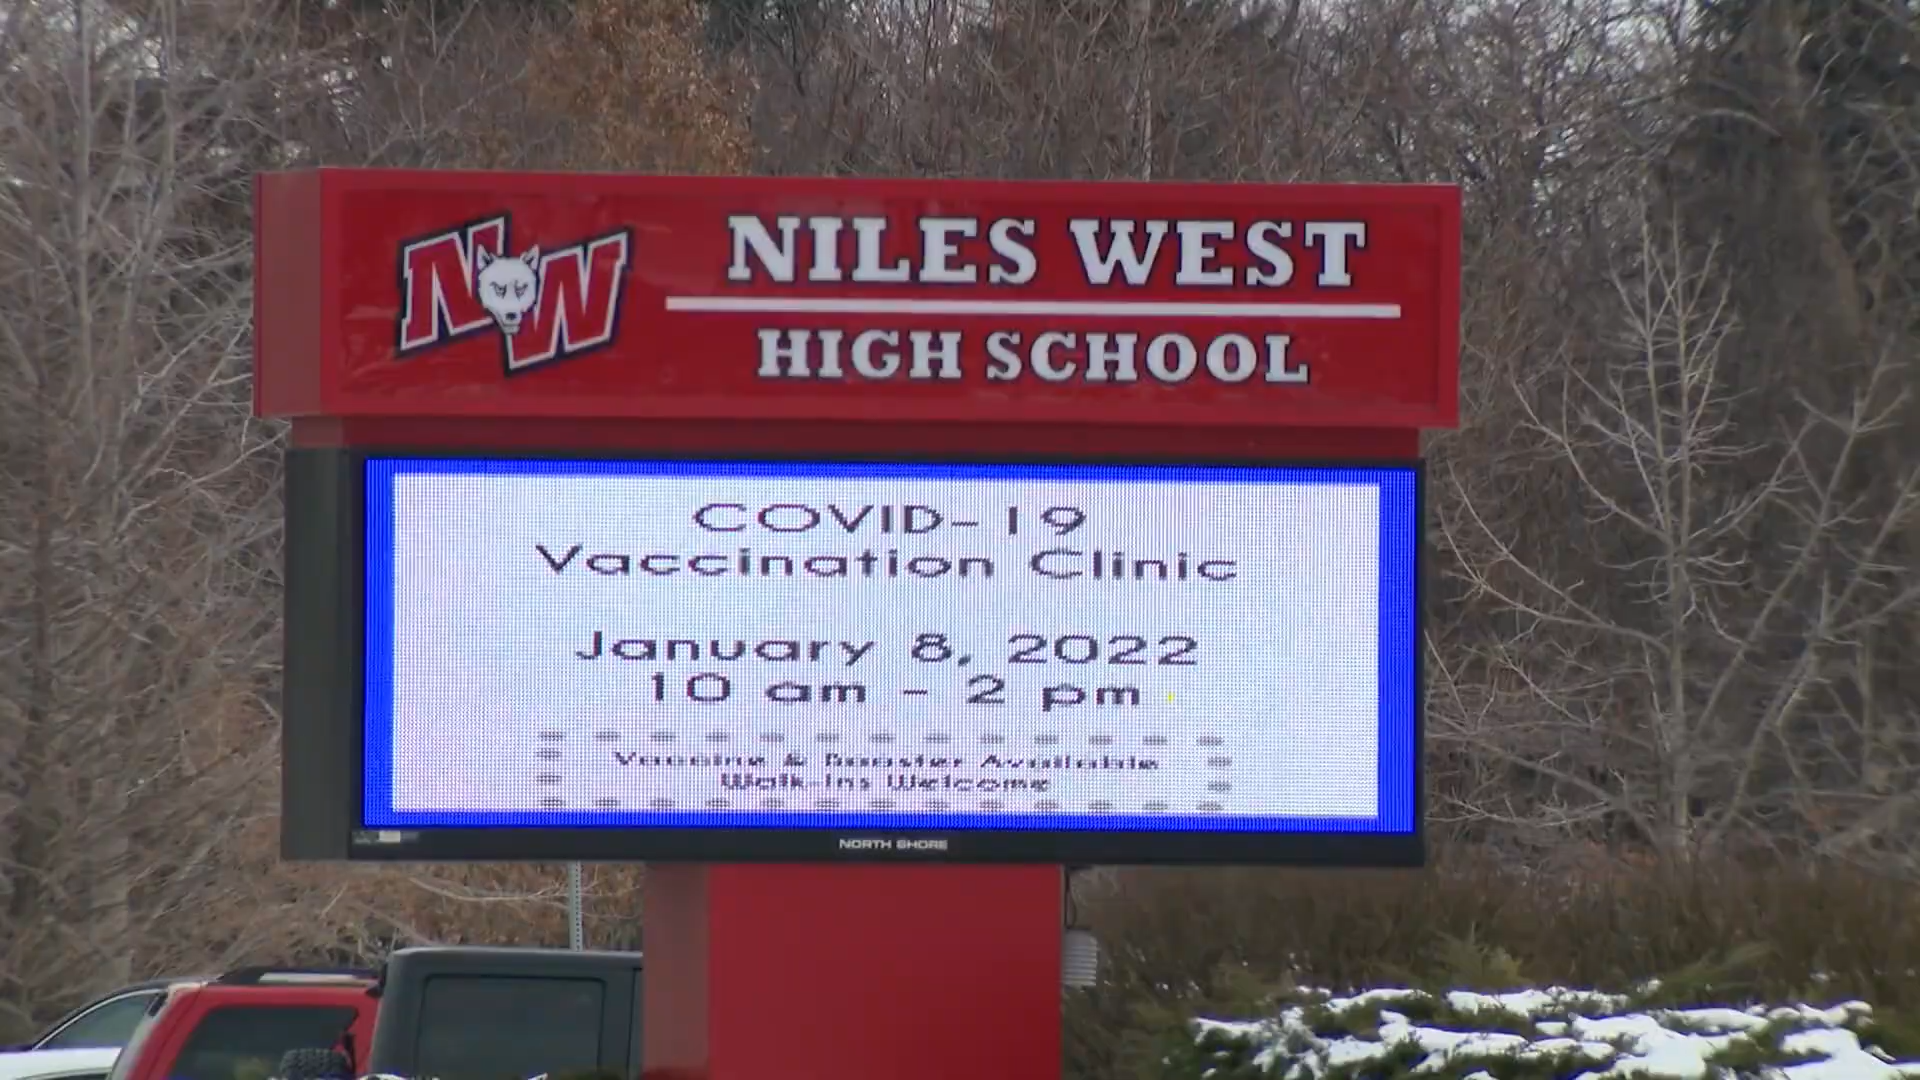 NW
NILES WEST
HIGH SCHOOL
COVID-19
Vaccination Clinic
January 8, 2022
10 am - 2 pm
Vaccine & Booster Available
Walk-Ins Welcome
NORTH SHORE